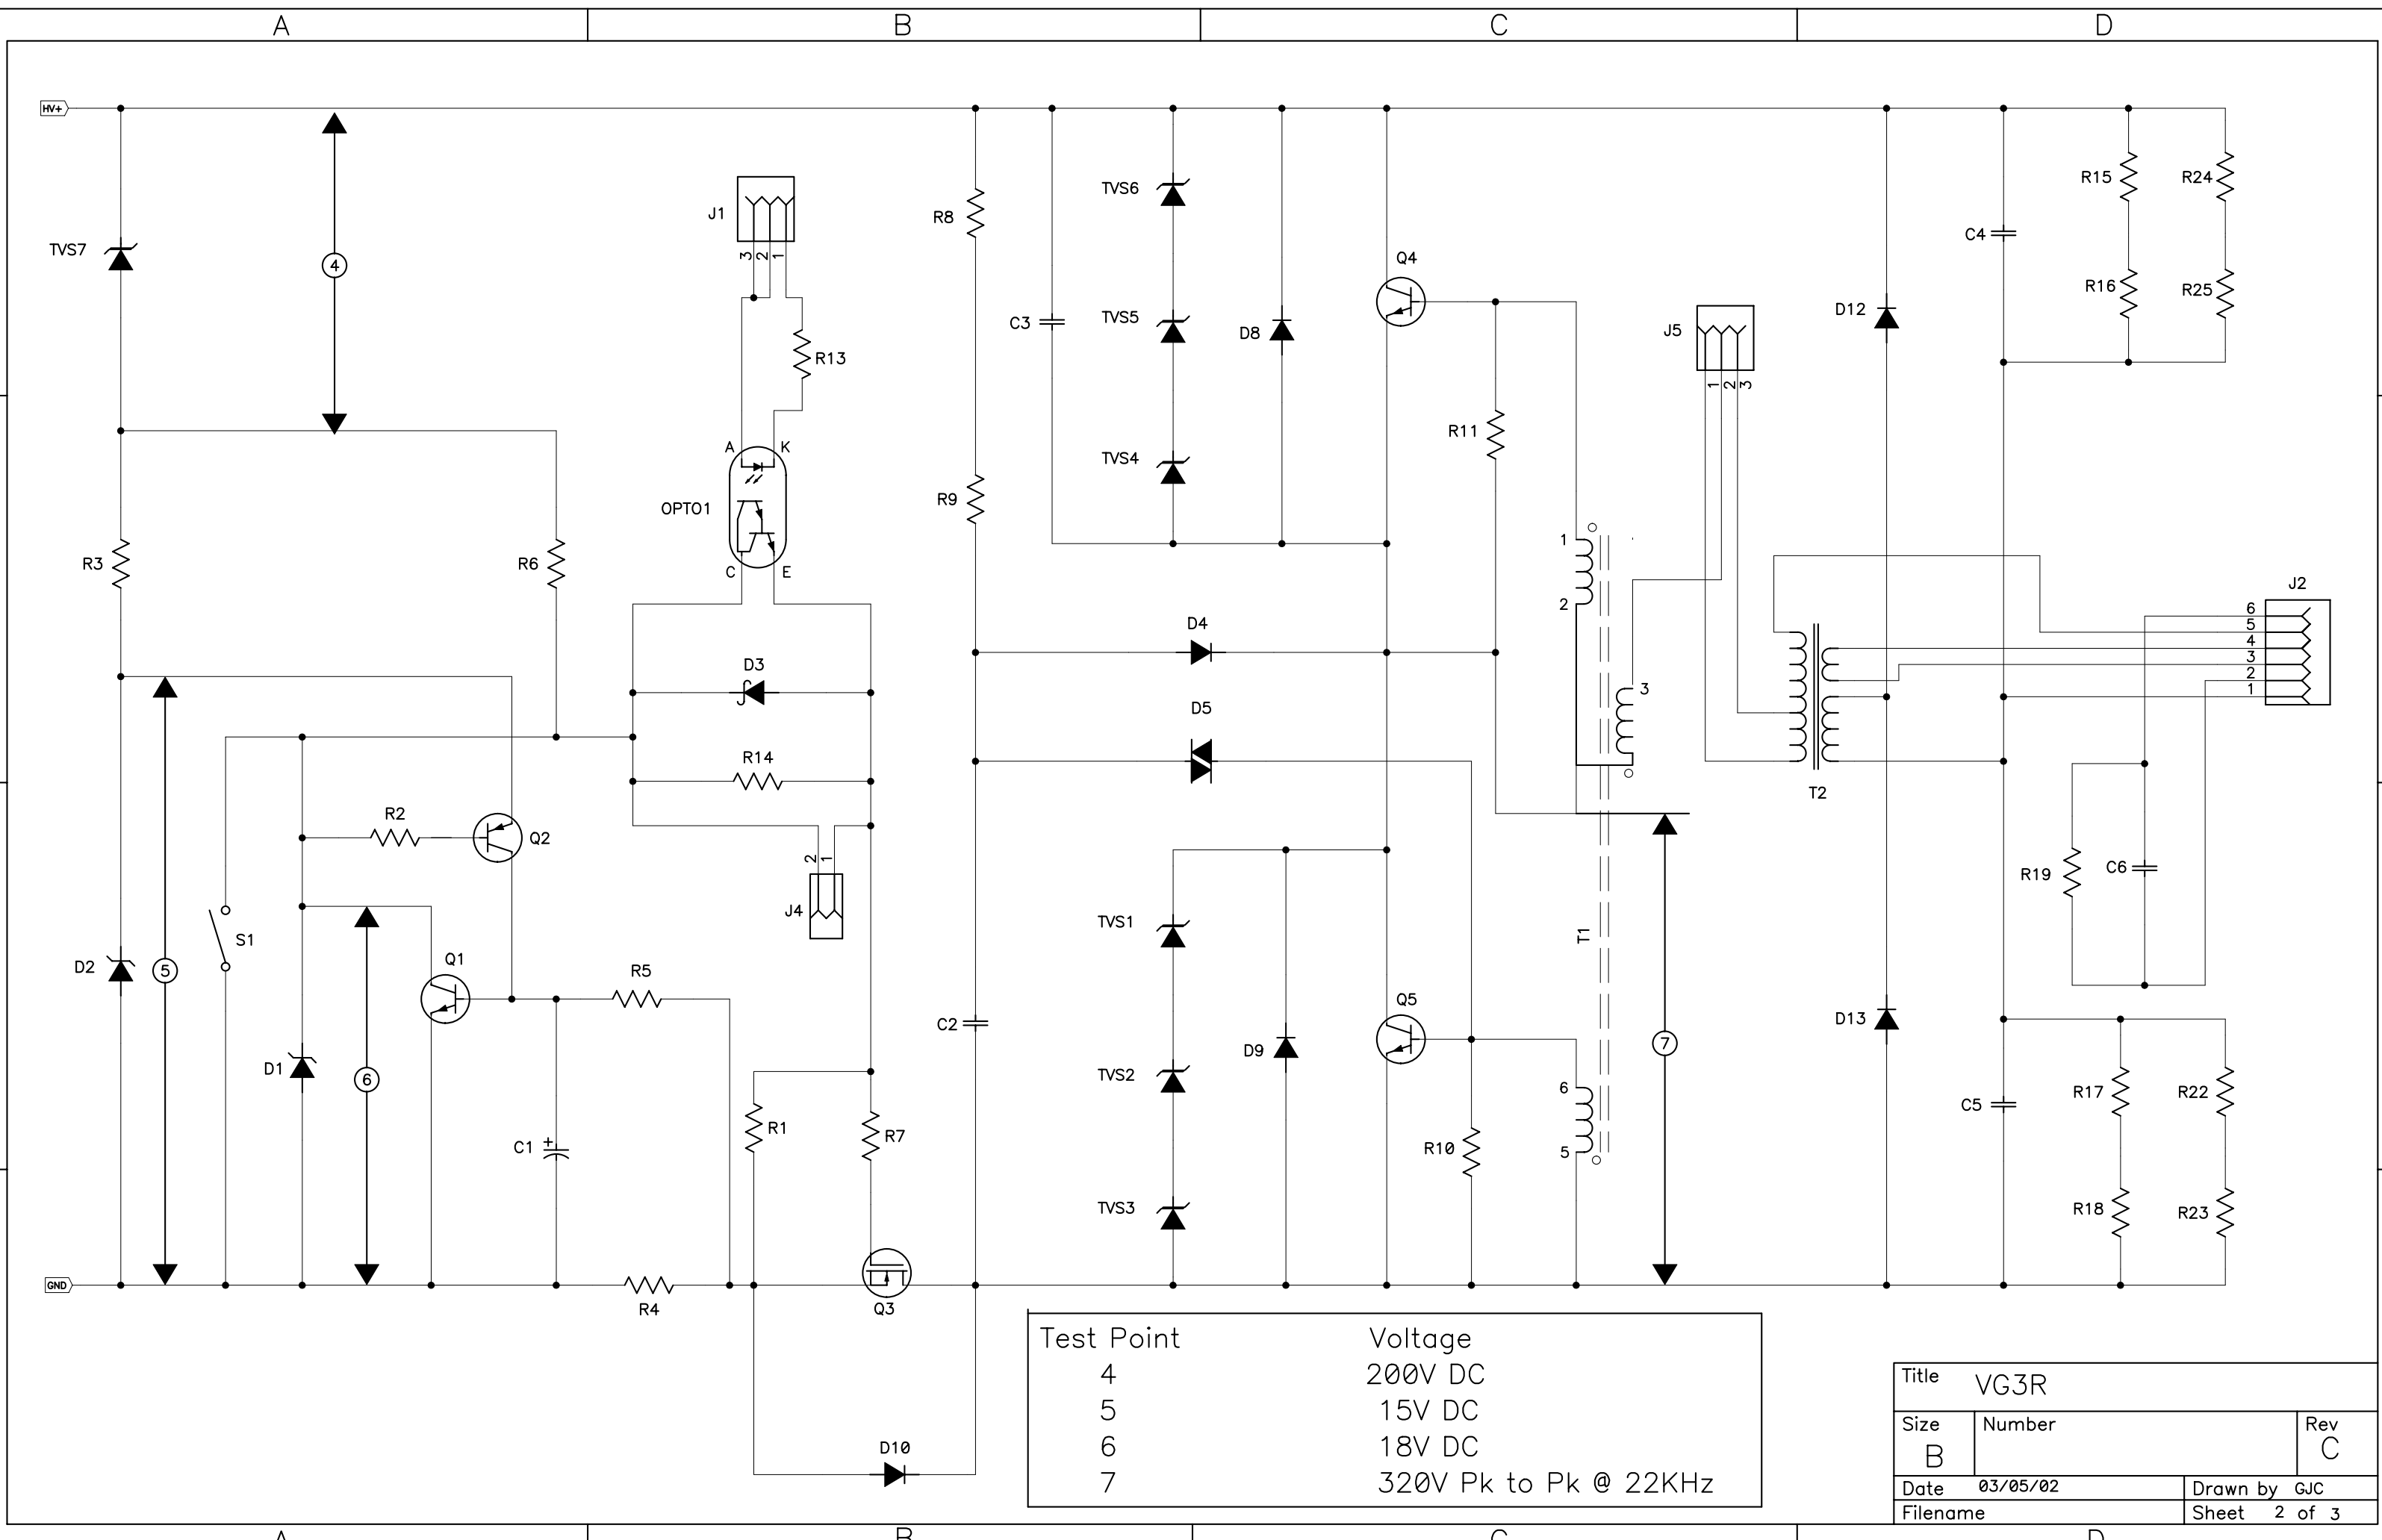 A B C D
HV+
J1
3 2 1
TVS7
4
R8
TVS6
R15 R24
C4
Q4
R16 R25
C3 TVS5 D8
J5
D12
R13
1 2 3
R11
A K
TVS4
R9
OPTO1
C E
R3 R6
1
2
J2
6
5
4
3
2
1
D4
D3
3
D5
R14
T2
R2 Q2
J4
2 1
R19 C6
TVS1
T1
S1
D2 5 Q1 R5
C2 Q5 D13
D9 7
D1 6
TVS2
6
R17 R22
C5
R1 R7
C1 +
R10 5
TVS3
R18 R23
GND
R4 Q3
Test Point Voltage
4 200V DC
5 15V DC
6 18V DC
7 320V Pk to Pk @ 22KHz
D10
Title VG3R
Size Number Rev
B C
Date 03/05/02 Drawn by GJC
Filename Sheet 2 of 3
A B C D